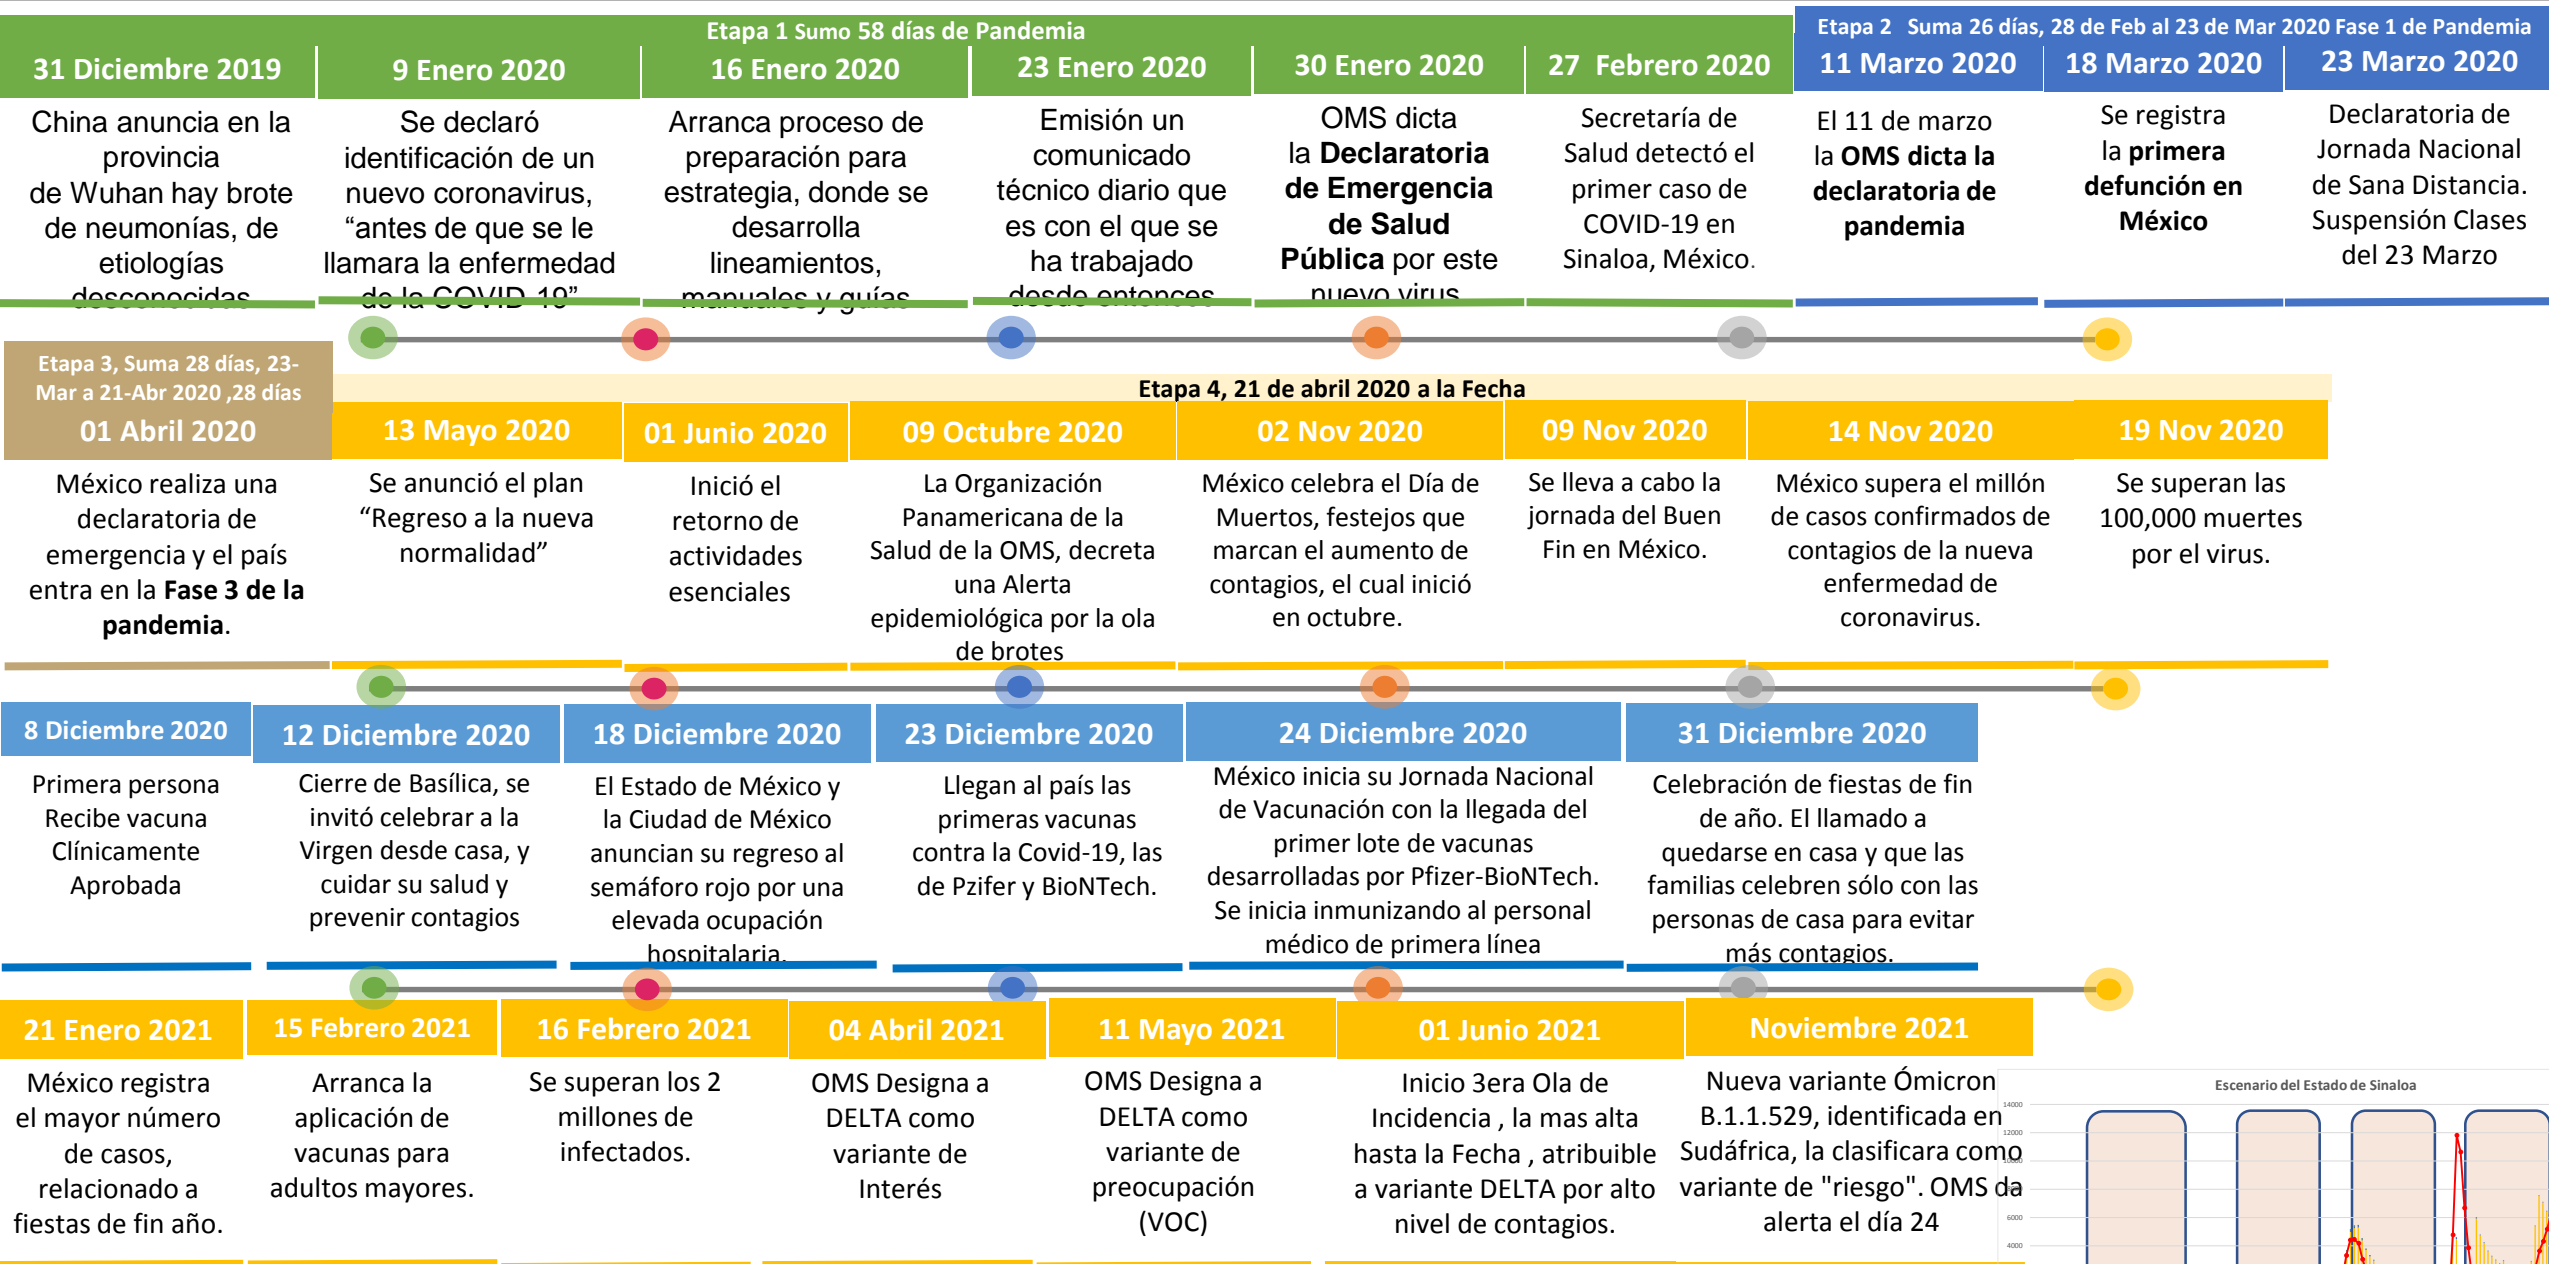 Etapa 1 Sumo 58 días de Pandemia
Etapa 2 Suma 26 días, 28 de Feb al 23 de Mar 2020 Fase 1 de Pandemia
31 Diciembre 2019
China anuncia en la
provincia
de Wuhan hay brote
de neumonías, de
etiologías
desconocidas
9 Enero 2020
Se declaró
identificación de un
nuevo coronavirus,
“antes de que se le
llamara la enfermedad
de la COVID-19”
16 Enero 2020
Arranca proceso de
preparación para
estrategia, donde se
desarrolla
lineamientos,
manuales y guías
23 Enero 2020
Emisión un
comunicado
técnico diario que
es con el que se
ha trabajado
desde entonces
30 Enero 2020
OMS dicta
la Declaratoria
de Emergencia
de Salud
Pública por este
nuevo virus
27 Febrero 2020
Secretaría de
Salud detectó el
primer caso de
COVID-19 en
Sinaloa, México.
11 Marzo 2020
El 11 de marzo
la OMS dicta la
declaratoria de
pandemia
18 Marzo 2020
Se registra
la primera
defunción en
México
23 Marzo 2020
Declaratoria de
Jornada Nacional
de Sana Distancia.
Suspensión Clases
del 23 Marzo
Etapa 3, Suma 28 días, 23-
Mar a 21-Abr 2020 ,28 días
Etapa 4, 21 de abril 2020 a la Fecha
01 Abril 2020
México realiza una
declaratoria de
emergencia y el país
entra en la Fase 3 de la
pandemia.
13 Mayo 2020
Se anunció el plan
“Regreso a la nueva
normalidad”
01 Junio 2020
Inició el
retorno de
actividades
esenciales
09 Octubre 2020
La Organización
Panamericana de la
Salud de la OMS, decreta
una Alerta
epidemiológica por la ola
de brotes
02 Nov 2020
México celebra el Día de
Muertos, festejos que
marcan el aumento de
contagios, el cual inició
en octubre.
09 Nov 2020
Se lleva a cabo la
jornada del Buen
Fin en México.
14 Nov 2020
México supera el millón
de casos confirmados de
contagios de la nueva
enfermedad de
coronavirus.
19 Nov 2020
Se superan las
100,000 muertes
por el virus.
8 Diciembre 2020
Primera persona
Recibe vacuna
Clínicamente
Aprobada
12 Diciembre 2020
Cierre de Basílica, se
invitó celebrar a la
Virgen desde casa, y
cuidar su salud y
prevenir contagios
18 Diciembre 2020
El Estado de México y
la Ciudad de México
anuncian su regreso al
semáforo rojo por una
elevada ocupación
hospitalaria.
23 Diciembre 2020
Llegan al país las
primeras vacunas
contra la Covid-19, las
de Pzifer y BioNTech.
24 Diciembre 2020
México inicia su Jornada Nacional
de Vacunación con la llegada del
primer lote de vacunas
desarrolladas por Pfizer-BioNTech.
Se inicia inmunizando al personal
médico de primera línea
31 Diciembre 2020
Celebración de fiestas de fin
de año. El llamado a
quedarse en casa y que las
familias celebren sólo con las
personas de casa para evitar
más contagios.
21 Enero 2021
México registra
el mayor número
de casos,
relacionado a
fiestas de fin año.
15 Febrero 2021
Arranca la
aplicación de
vacunas para
adultos mayores.
16 Febrero 2021
Se superan los 2
millones de
infectados.
04 Abril 2021
OMS Designa a
DELTA como
variante de
Interés
11 Mayo 2021
OMS Designa a
DELTA como
variante de
preocupación
(VOC)
01 Junio 2021
Inicio 3era Ola de
Incidencia , la mas alta
hasta la Fecha , atribuible
a variante DELTA por alto
nivel de contagios.
Noviembre 2021
Nueva variante Ómicron
B.1.1.529, identificada en
Sudáfrica, la clasificara como
variante de "riesgo". OMS da
alerta el día 24
Escenario del Estado de Sinaloa
14000
12000
6000
4000